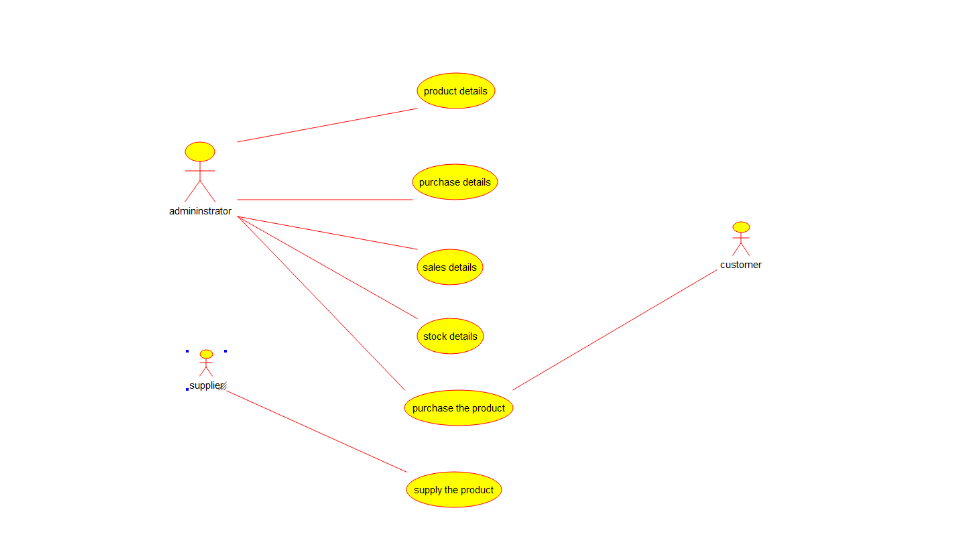 product details
purchase details
admininstrator
sales details
customer
stock details
supplier
purchase the product
supply the product